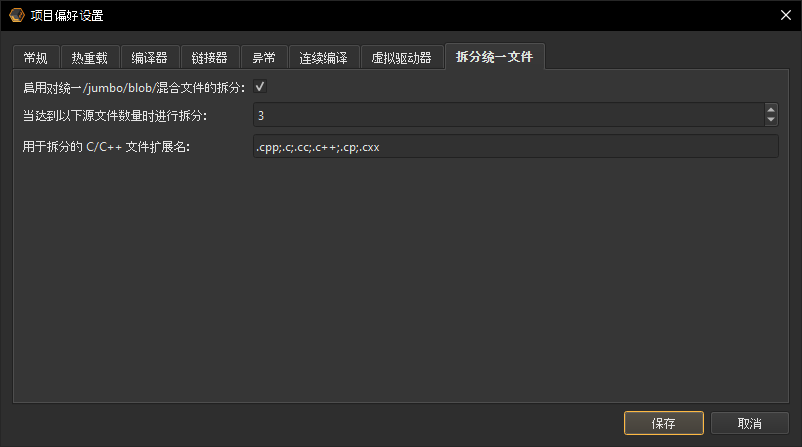 项目偏好设置
常规 热重载 编译器 链接器 异常 连续编译 虚拟驱动器 拆分统一文件
启用对统一/jumbo/blob/混合文件的拆分:
当达到以下源文件数量时进行拆分: 3
用于拆分的 C/C++ 文件扩展名: .cpp;.c;.cc;.c++;.cp;.cxx
保存 取消